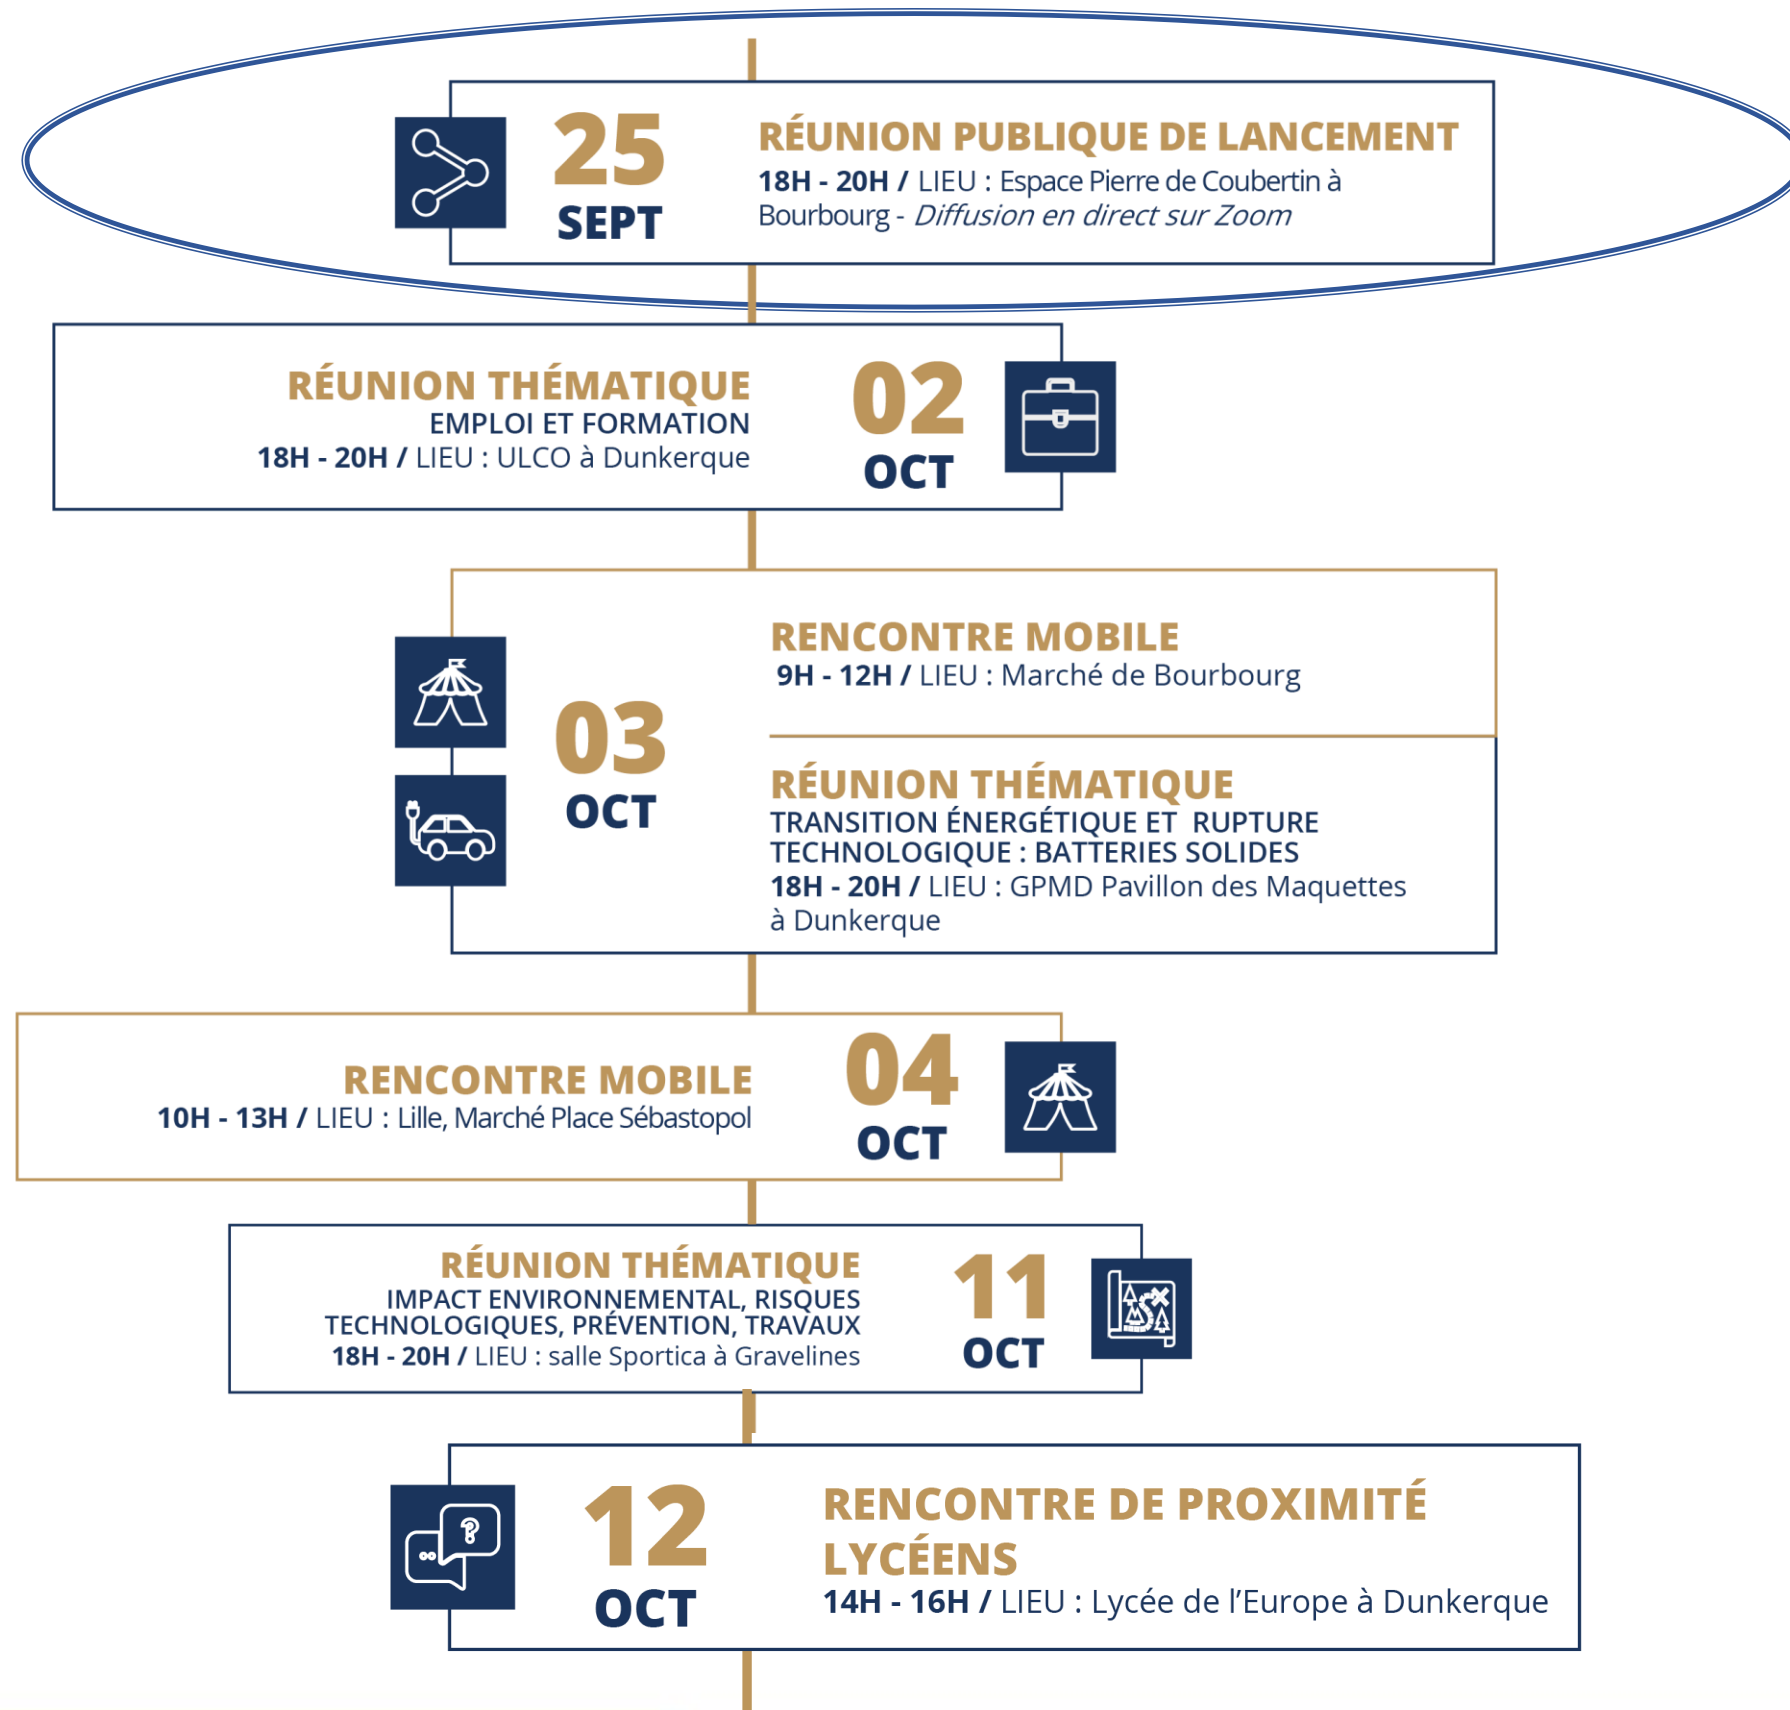 25
SEPT
RÉUNION PUBLIQUE DE LANCEMENT
18H - 20H / LIEU : Espace Pierre de Coubertin à
Bourbourg - Diffusion en direct sur Zoom
RÉUNION THÉMATIQUE
EMPLOI ET FORMATION
18H - 20H / LIEU : ULCO à Dunkerque
02
OCT
03
OCT
RENCONTRE MOBILE
9H - 12H / LIEU : Marché de Bourbourg
RÉUNION THÉMATIQUE
TRANSITION ÉNERGÉTIQUE ET RUPTURE
TECHNOLOGIQUE : BATTERIES SOLIDES
18H - 20H / LIEU : GPMD Pavillon des Maquettes
à Dunkerque
RENCONTRE MOBILE
10H - 13H / LIEU : Lille, Marché Place Sébastopol
04
OCT
RÉUNION THÉMATIQUE
IMPACT ENVIRONNEMENTAL, RISQUES
TECHNOLOGIQUES, PRÉVENTION, TRAVAUX
18H - 20H / LIEU : salle Sportica à Gravelines
11
OCT
12
OCT
RENCONTRE DE PROXIMITÉ
LYCÉENS
14H - 16H / LIEU : Lycée de l’Europe à Dunkerque